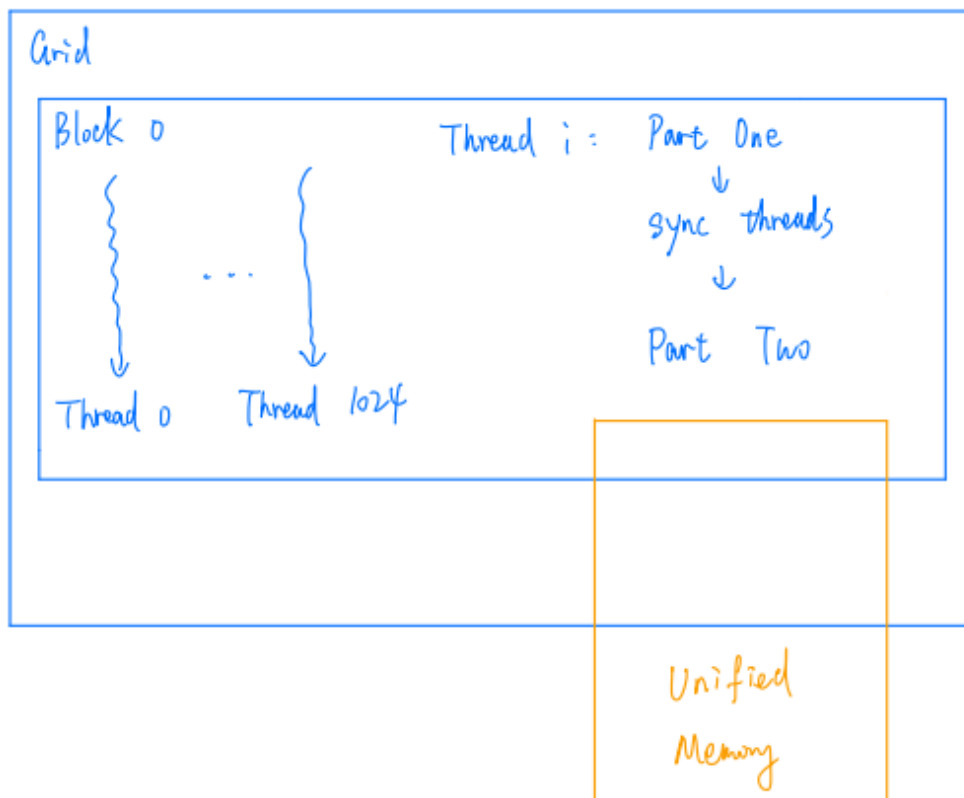 Grid
Block 0
Thread i : Part One
↓
sync threads
↓
Part Two
...
Thread 0
Thread 1024
Unified
Memory